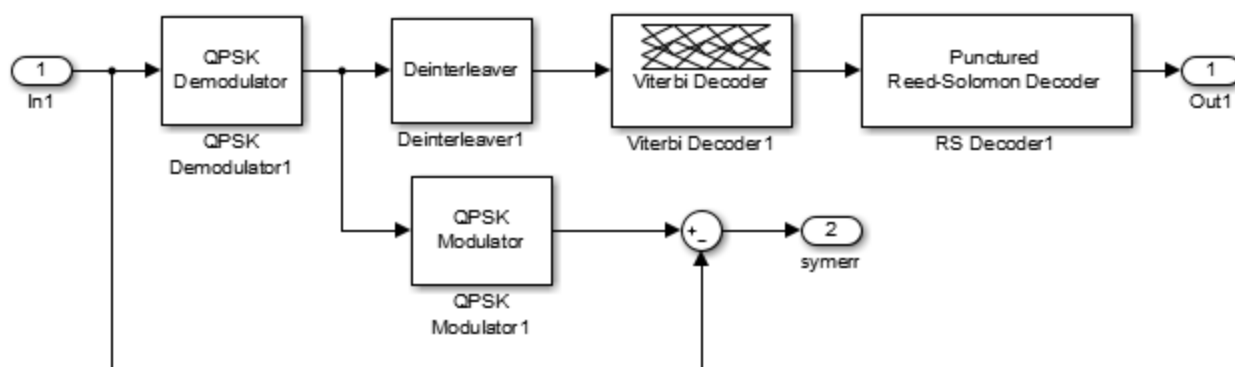 1
In1
QPSK
Demodulator
QPSK
Demodulator1
Deinterleaver
Deinterleaver1
Viterbi Decoder
Viterbi Decoder1
Punctured
Reed-Solomon Decoder
RS Decoder1
1
Out1
QPSK
Modulator
QPSK
Modulator1
+
−
2
symerr